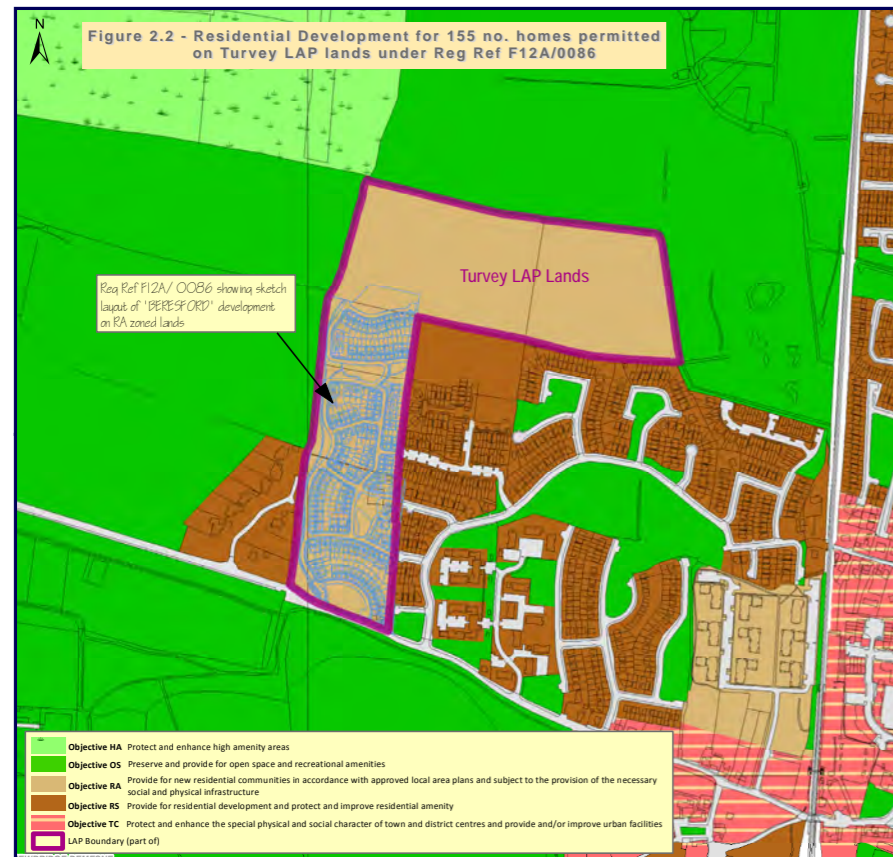 N
Figure 2.2 - Residential Development for 155 no. homes permitted
on Turvey LAP lands under Reg Ref F12A/0086
Turvey LAP Lands
Reg Ref F12A/ 0086 showing sketch
layout of 'BERESFORD' development
on RA zoned lands
Objective HA Protect and enhance high amenity areas
Objective OS Preserve and provide for open space and recreational amenities
Objective RA Provide for new residential communities in accordance with approved local area plans and subject to the provision of the necessary
social and physical infrastructure
Objective RS Provide for residential development and protect and improve residential amenity
Objective TC Protect and enhance the special physical and social character of town and district centres and provide and/or improve urban facilities
LAP Boundary (part of)